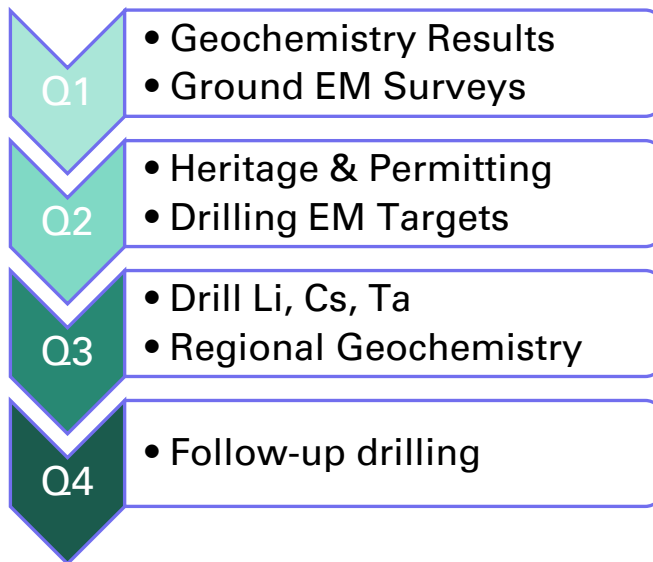 Q1
• Geochemistry Results
• Ground EM Surveys
Q2
• Heritage & Permitting
• Drilling EM Targets
Q3
• Drill Li, Cs, Ta
• Regional Geochemistry
Q4
• Follow-up drilling